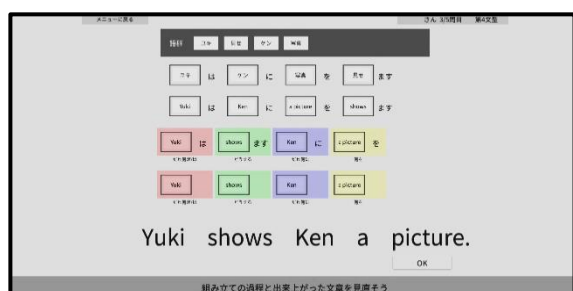 メニューに戻る さん 3/5問目 第4文型
ユキ 見せ ケン 写真
ユキ は ケン に 写真 を 見せ ます
Yuki は Ken に a picture を shows ます
Yuki は shows ます Ken に a picture を
Yuki shows Ken a picture
Yuki shows Ken a picture.
OK
組み立ての過程と出来上がった文章を見直そう